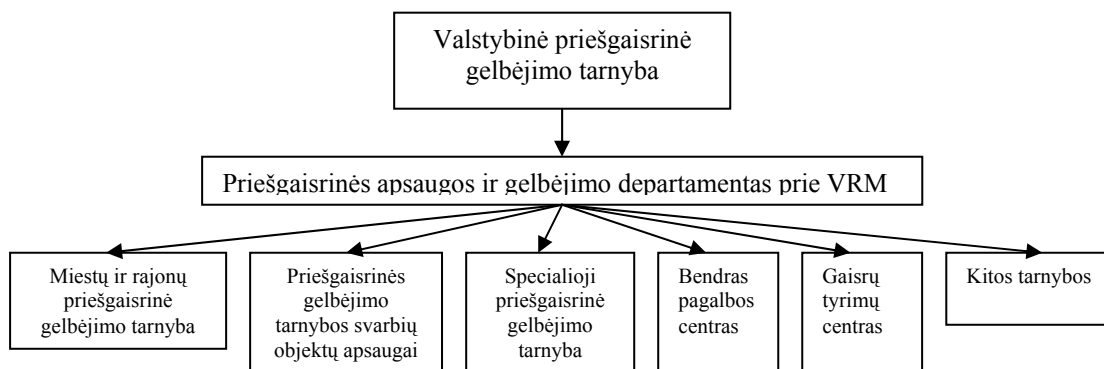 Valstybinė priešgaisrinė
gelbėjimo tarnyba
Priešgaisrinės apsaugos ir gelbėjimo departamentas prie VRM
Miestų ir rajonų
priešgaisrinė
gelbėjimo tarnyba
Priešgaisrinės
gelbėjimo
tarnybos svarbių
objektų apsaugai
Specialioji
priešgaisrinė
gelbėjimo
tarnyba
Bendras
pagalbos
centras
Gaisrų
tyrimų
centras
Kitos tarnybos